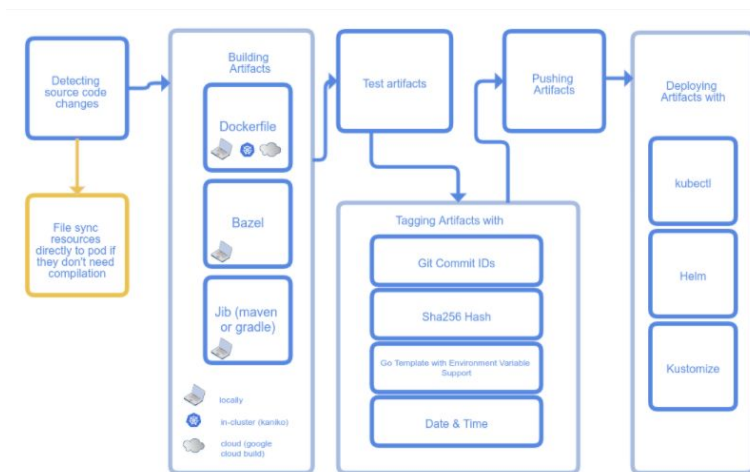 Detecting
source code
changes
File sync
resources
directly to pod if
they don't need
compilation
Building
Artifacts
Dockerfile
Bazel
Jib (maven
or gradle)
locally
in-cluster (kaniko)
cloud (google
cloud build)
Test artifacts
Tagging Artifacts with
Git Commit IDs
Sha256 Hash
Go Template with Environment Variable
Support
Date & Time
Pushing
Artifacts
Deploying
Artifacts with
kubectl
Helm
Kustomize